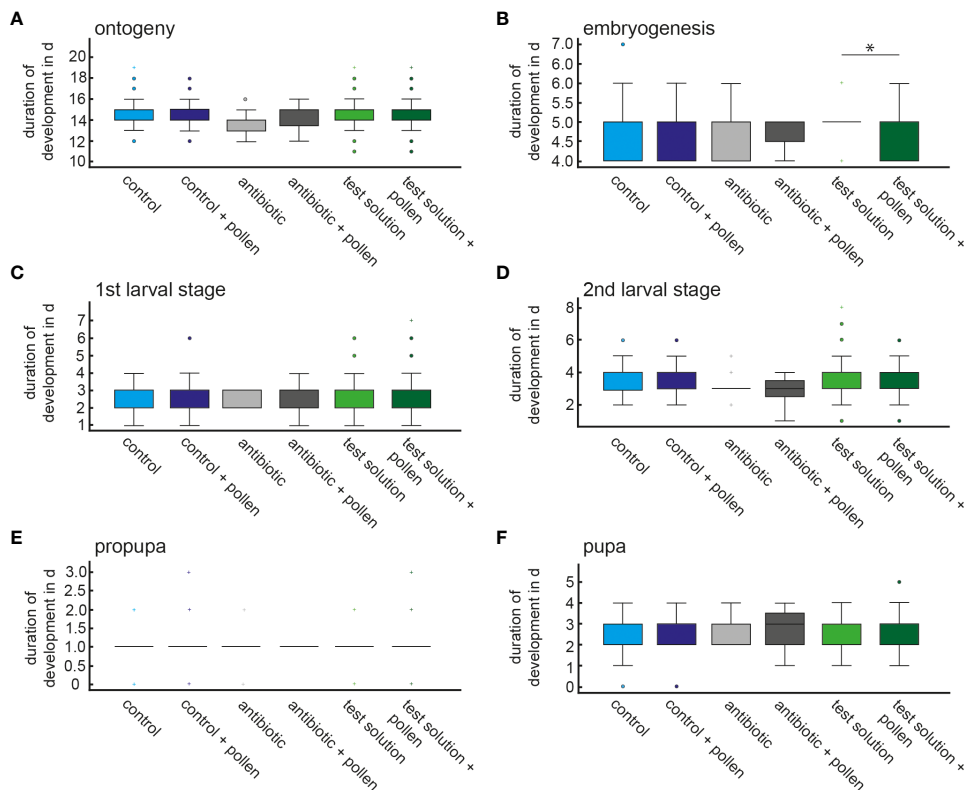 A
ontogeny
duration of
development in d
20
18
16
14
12
10
control
control + pollen
antibiotic
antibiotic + pollen
test solution
test solution +
pollen
B
embryogenesis
*
duration of
development in d
7.0
6.0
5.5
5.0
4.5
4.0
control
control + pollen
antibiotic
antibiotic + pollen
test solution
test solution +
pollen
C
1st larval stage
duration of
development in d
7
6
5
4
3
2
1
control
control + pollen
antibiotic
antibiotic + pollen
test solution
test solution +
pollen
D
2nd larval stage
duration of
development in d
8
6
4
2
control
control + pollen
antibiotic
antibiotic + pollen
test solution
test solution +
pollen
E
propupa
duration of
development in d
3.0
2.5
2.0
1.0
0.5
0
control
control + pollen
antibiotic
antibiotic + pollen
test solution
test solution +
pollen
F
pupa
duration of
development in d
5
4
3
2
1
0
control
control + pollen
antibiotic
antibiotic + pollen
test solution
test solution +
pollen